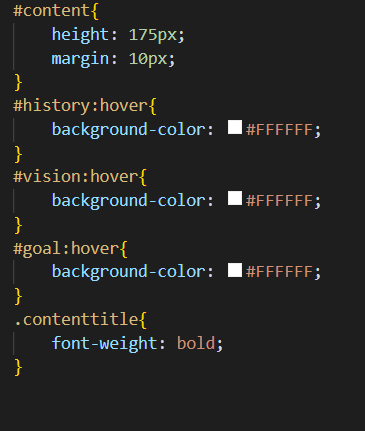 #content{
    height: 175px;
    margin: 10px;
}
#history:hover{
    background-color: #FFFFFF;
}
#vision:hover{
    background-color: #FFFFFF;
}
#goal:hover{
    background-color: #FFFFFF;
}
.contenttitle{
    font-weight: bold;
}